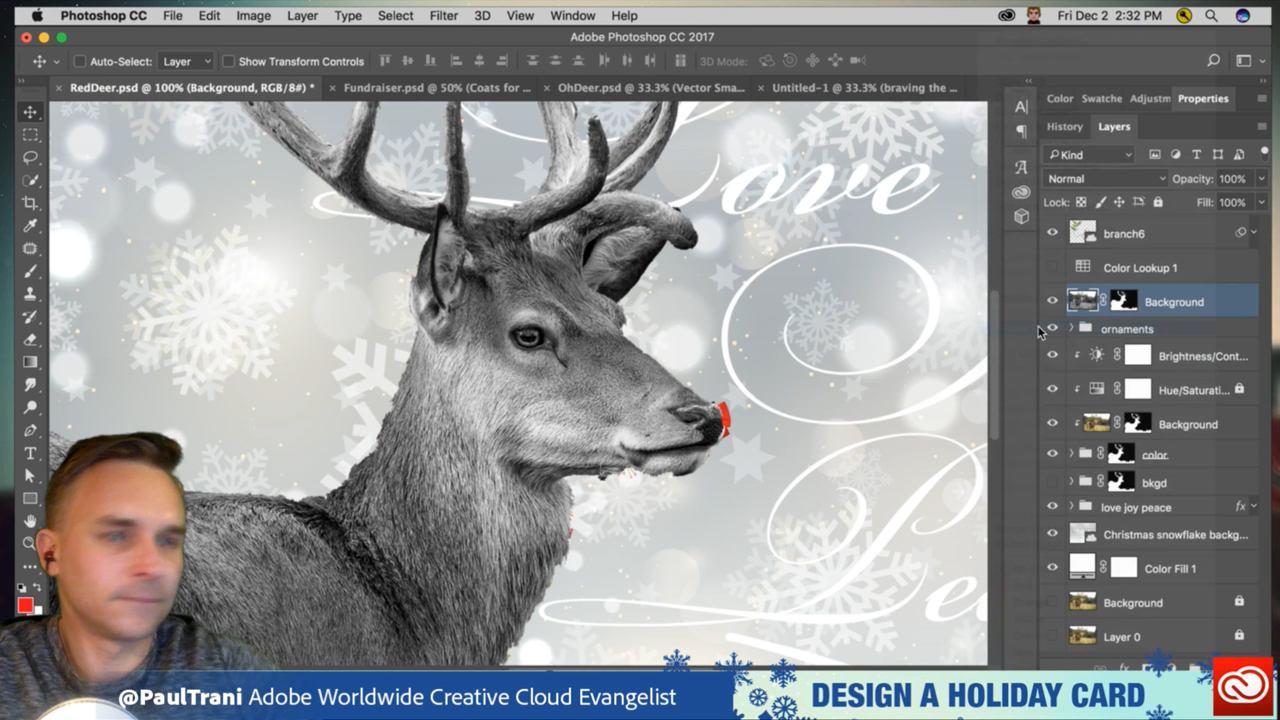 Photoshop CC File Edit Image Layer Type Select Filter 3D View Window Help Fri Dec 2 2:32 PM
Adobe Photoshop CC 2017
Auto-Select: Layer Show Transform Controls 3D Mode:
× RedDeer.psd @ 100% (Background, RGB/8#) * × Fundraiser.psd @ 50% (Coats for ... × OhDeer.psd @ 33.3% (Vector Sma... × Untitled-1 @ 33.3% (braving the ...
Color Swatche Adjustm Properties
History Layers
Kind
Normal Opacity: 100%
Lock: Fill: 100%
branch6
Color Lookup 1
Background
ornaments
Brightness/Cont...
Hue/Saturati...
Background
color
bkgd
love joy peace fx
Christmas snowflake backg...
Color Fill 1
Background
Layer 0
ove
@PaulTrani Adobe Worldwide Creative Cloud Evangelist
DESIGN A HOLIDAY CARD